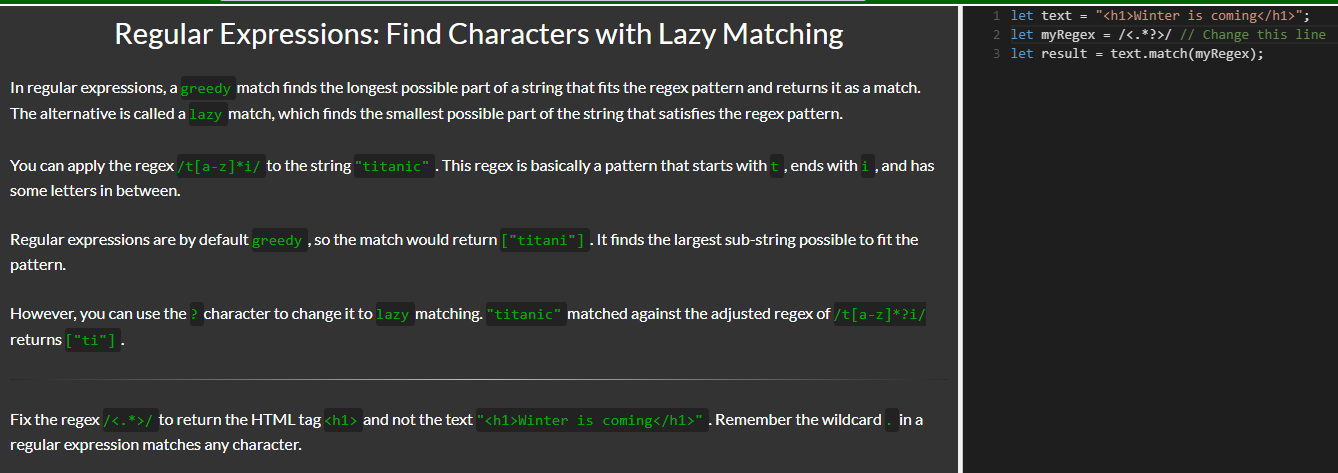 Regular Expressions: Find Characters with Lazy Matching
In regular expressions, a greedy match finds the longest possible part of a string that fits the regex pattern and returns it as a match.
The alternative is called a lazy match, which finds the smallest possible part of the string that satisfies the regex pattern.
You can apply the regex /t[a-z]*i/ to the string "titanic" . This regex is basically a pattern that starts with t , ends with i , and has
some letters in between.
Regular expressions are by default greedy , so the match would return ["titani"] . It finds the largest sub-string possible to fit the
pattern.
However, you can use the ? character to change it to lazy matching. "titanic" matched against the adjusted regex of /t[a-z]*?i/
returns ["ti"] .
Fix the regex /<.*>/ to return the HTML tag <h1> and not the text "<h1>Winter is coming</h1>" . Remember the wildcard . in a
regular expression matches any character.
1 let text = "<h1>Winter is coming</h1>";
2 let myRegex = /<.*?>/ // Change this line
3 let result = text.match(myRegex);